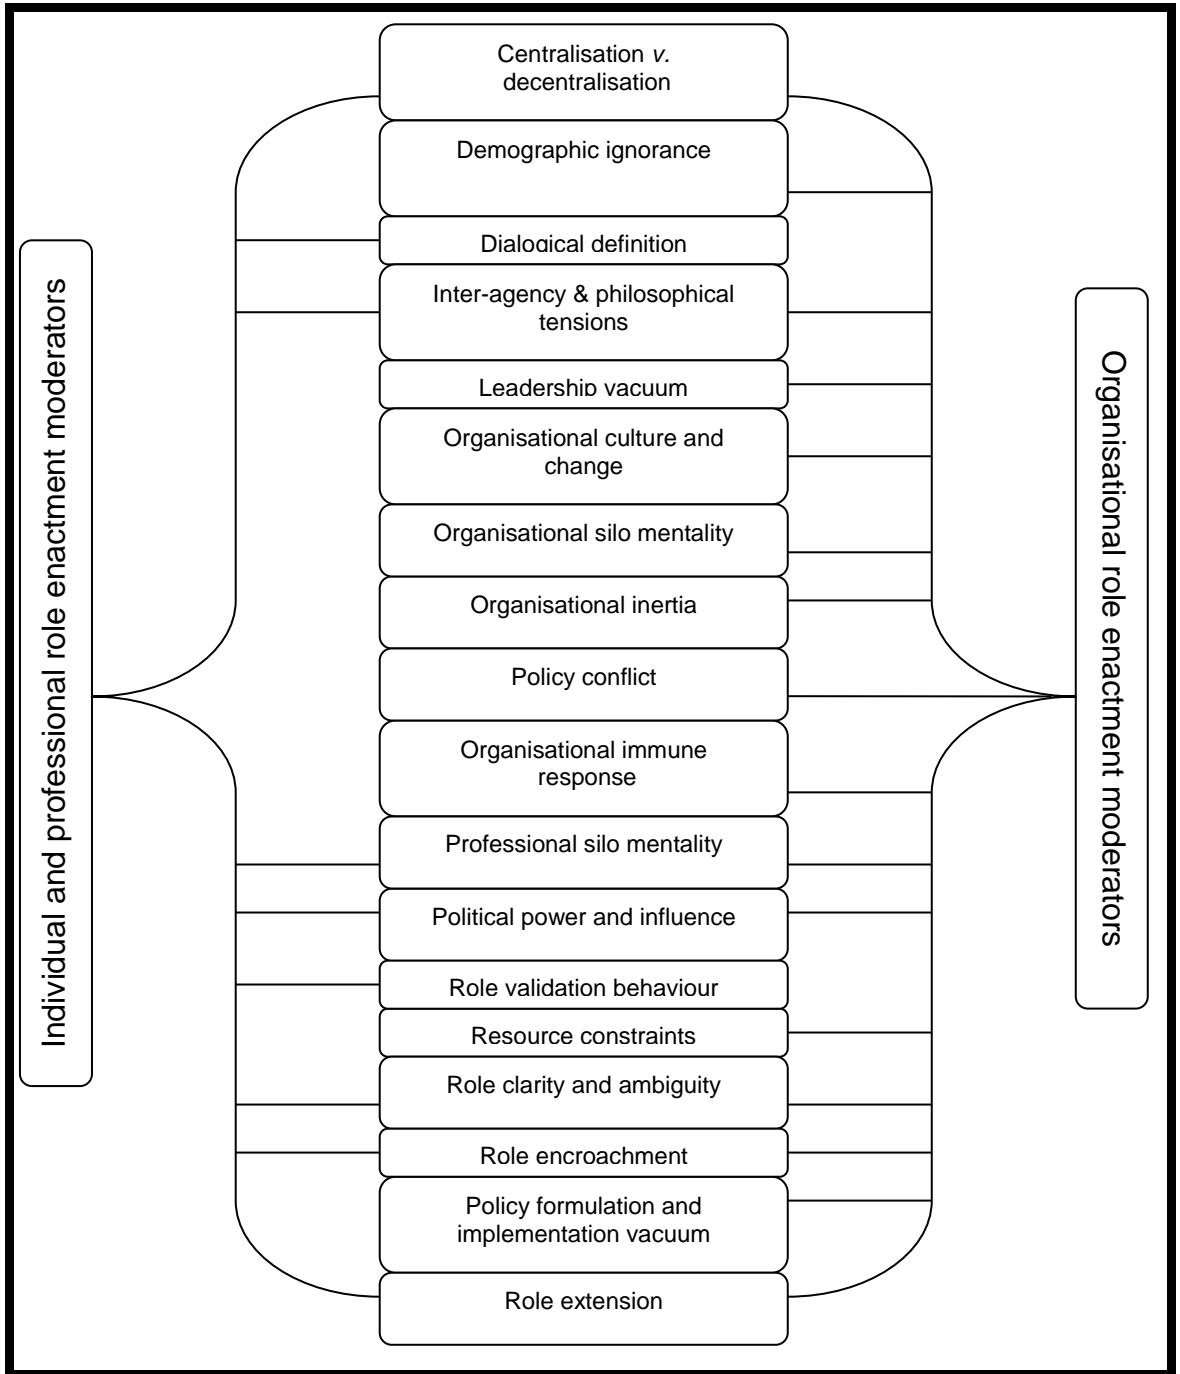 Centralisation v.
decentralisation
Demographic ignorance
Dialogical definition
Inter-agency & philosophical
tensions
Leadership vacuum
Organisational culture and
change
Organisational silo mentality
Organisational inertia
Policy conflict
Organisational immune
response
Professional silo mentality
Political power and influence
Role validation behaviour
Resource constraints
Role clarity and ambiguity
Role encroachment
Policy formulation and
implementation vacuum
Role extension
Individual and professional role enactment moderators
Organisational role enactment moderators